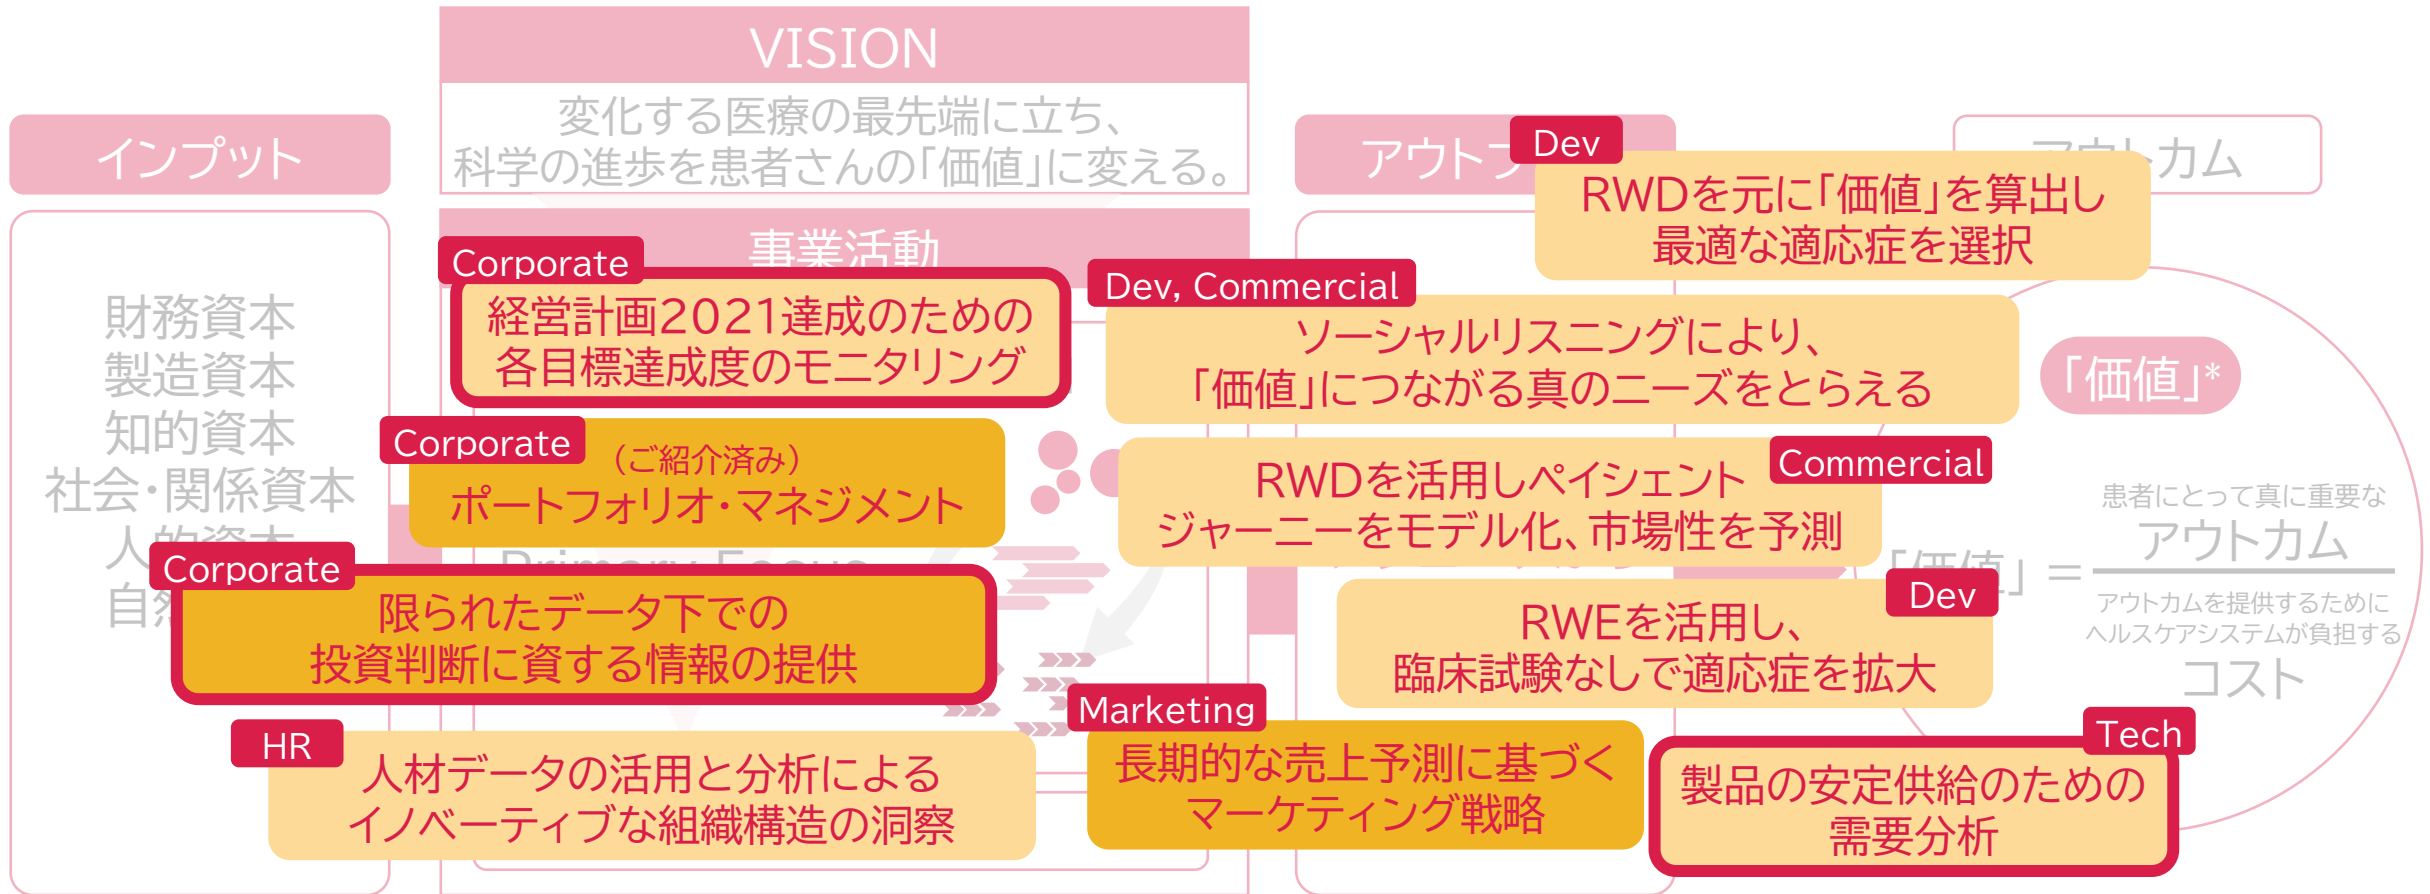 VISION
変化する医療の最先端に立ち、
科学の進歩を患者さんの「価値」に変える。
インプット
財務資本
製造資本
知的資本
社会・関係資本
事業活動
Corporate
経営計画2021達成のための
各目標達成度のモニタリング
Corporate
（ご紹介済み）
ポートフォリオ・マネジメント
Primary Focus
Corporate
限られたデータ下での
投資判断に資する情報の提供
HR
人材データの活用と分析による
イノベーティブな組織構造の洞察
Dev
RWDを元に「価値」を算出し
最適な適応症を選択
Dev, Commercial
ソーシャルリスニングにより、
「価値」につながる真のニーズをとらえる
Commercial
RWDを活用しペイシェント
ジャーニーをモデル化、市場性を予測
Dev
RWEを活用し、
臨床試験なしで適応症を拡大
Marketing
長期的な売上予測に基づく
マーケティング戦略
Tech
製品の安定供給のための
需要分析
アウトカム
「価値」*
「価値」=
患者にとって真に重要な
アウトカム
アウトカムを提供するために
ヘルスケアシステムが負担する
コスト